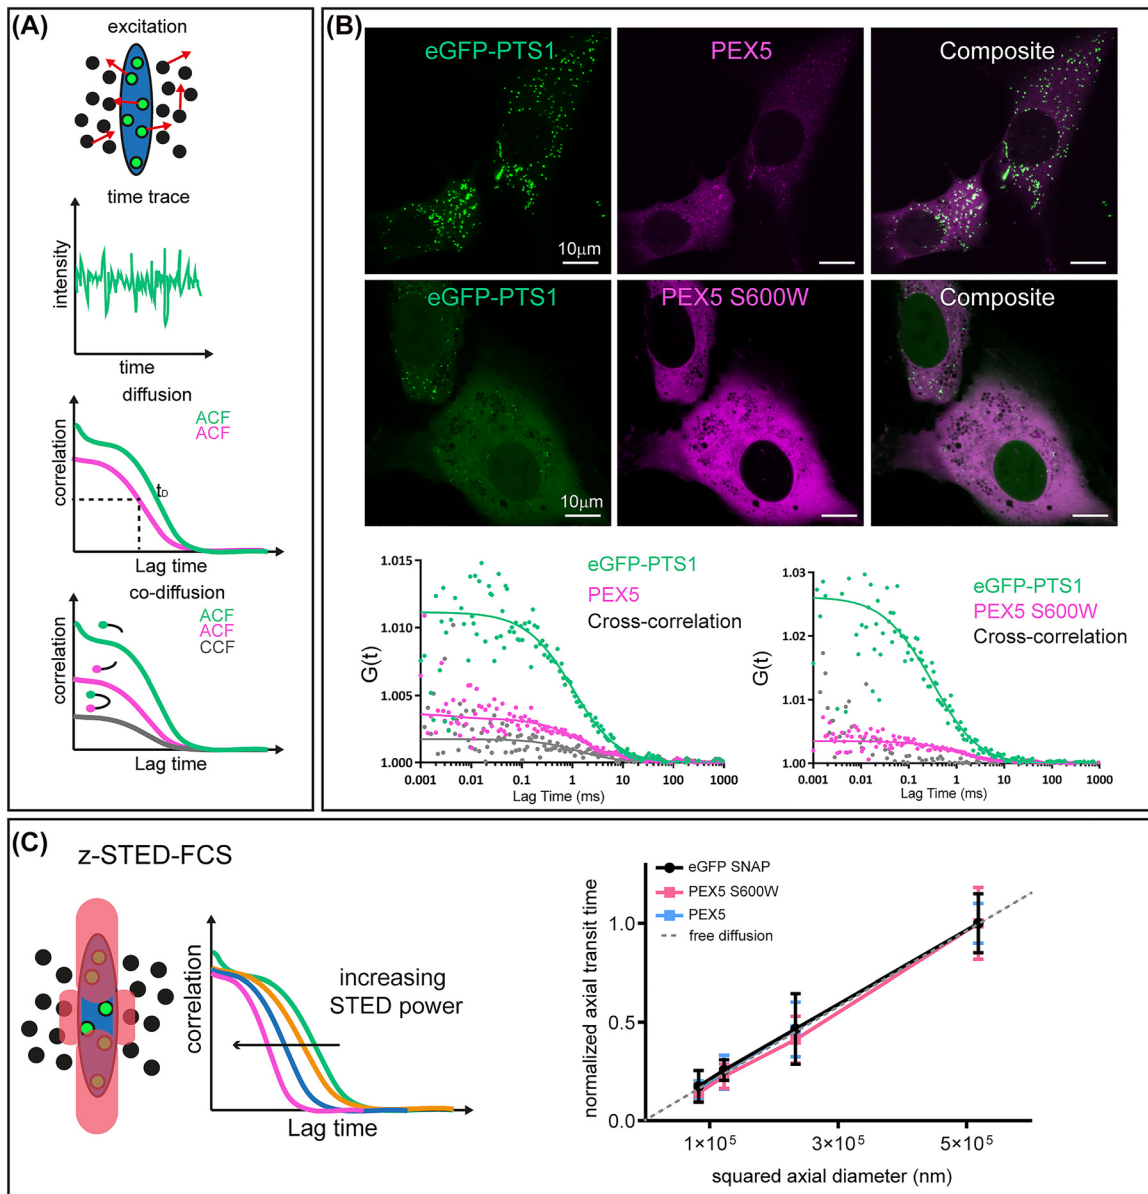 (A)
excitation
time trace
intensity
time
diffusion
ACF
ACF
correlation
tD
Lag time
co-diffusion
ACF
ACF
CCF
correlation
Lag time
(B)
eGFP-PTS1
PEX5
Composite
10μm
eGFP-PTS1
PEX5 S600W
Composite
10μm
1.015
1.010
1.005
1.000
G(t)
eGFP-PTS1
PEX5
Cross-correlation
0.001 0.01 0.1 1 10 100 1000
Lag Time (ms)
1.03
1.02
1.01
1.00
G(t)
eGFP-PTS1
PEX5 S600W
Cross-correlation
0.001 0.01 0.1 1 10 100 1000
Lag Time (ms)
(C)
z-STED-FCS
correlation
increasing
STED power
Lag time
normalized axial transit time
1.0
0.5
0.0
eGFP SNAP
PEX5 S600W
PEX5
free diffusion
1×10⁵ 3×10⁵ 5×10⁵
squared axial diameter (nm)